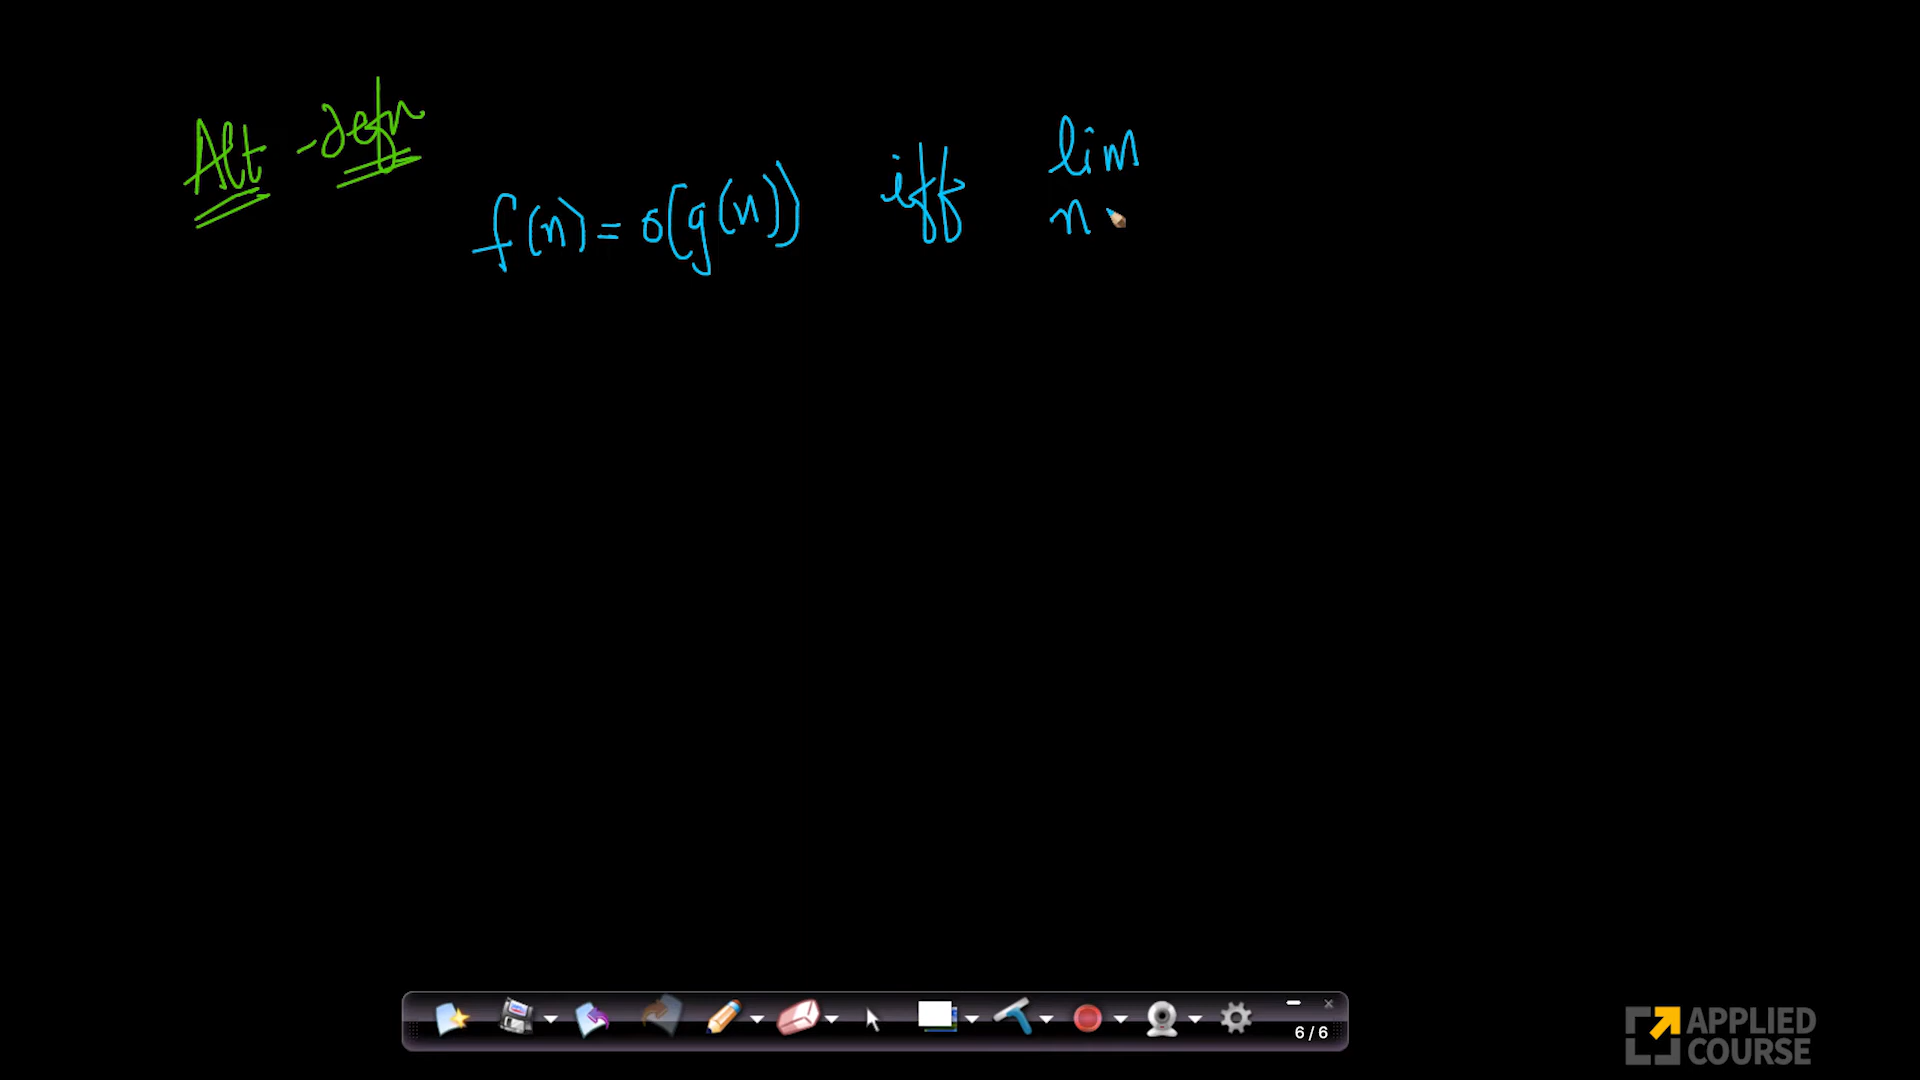 Alt-defn
f(n) = o(g(n)) iff lim
n
6/6
APPLIED
COURSE